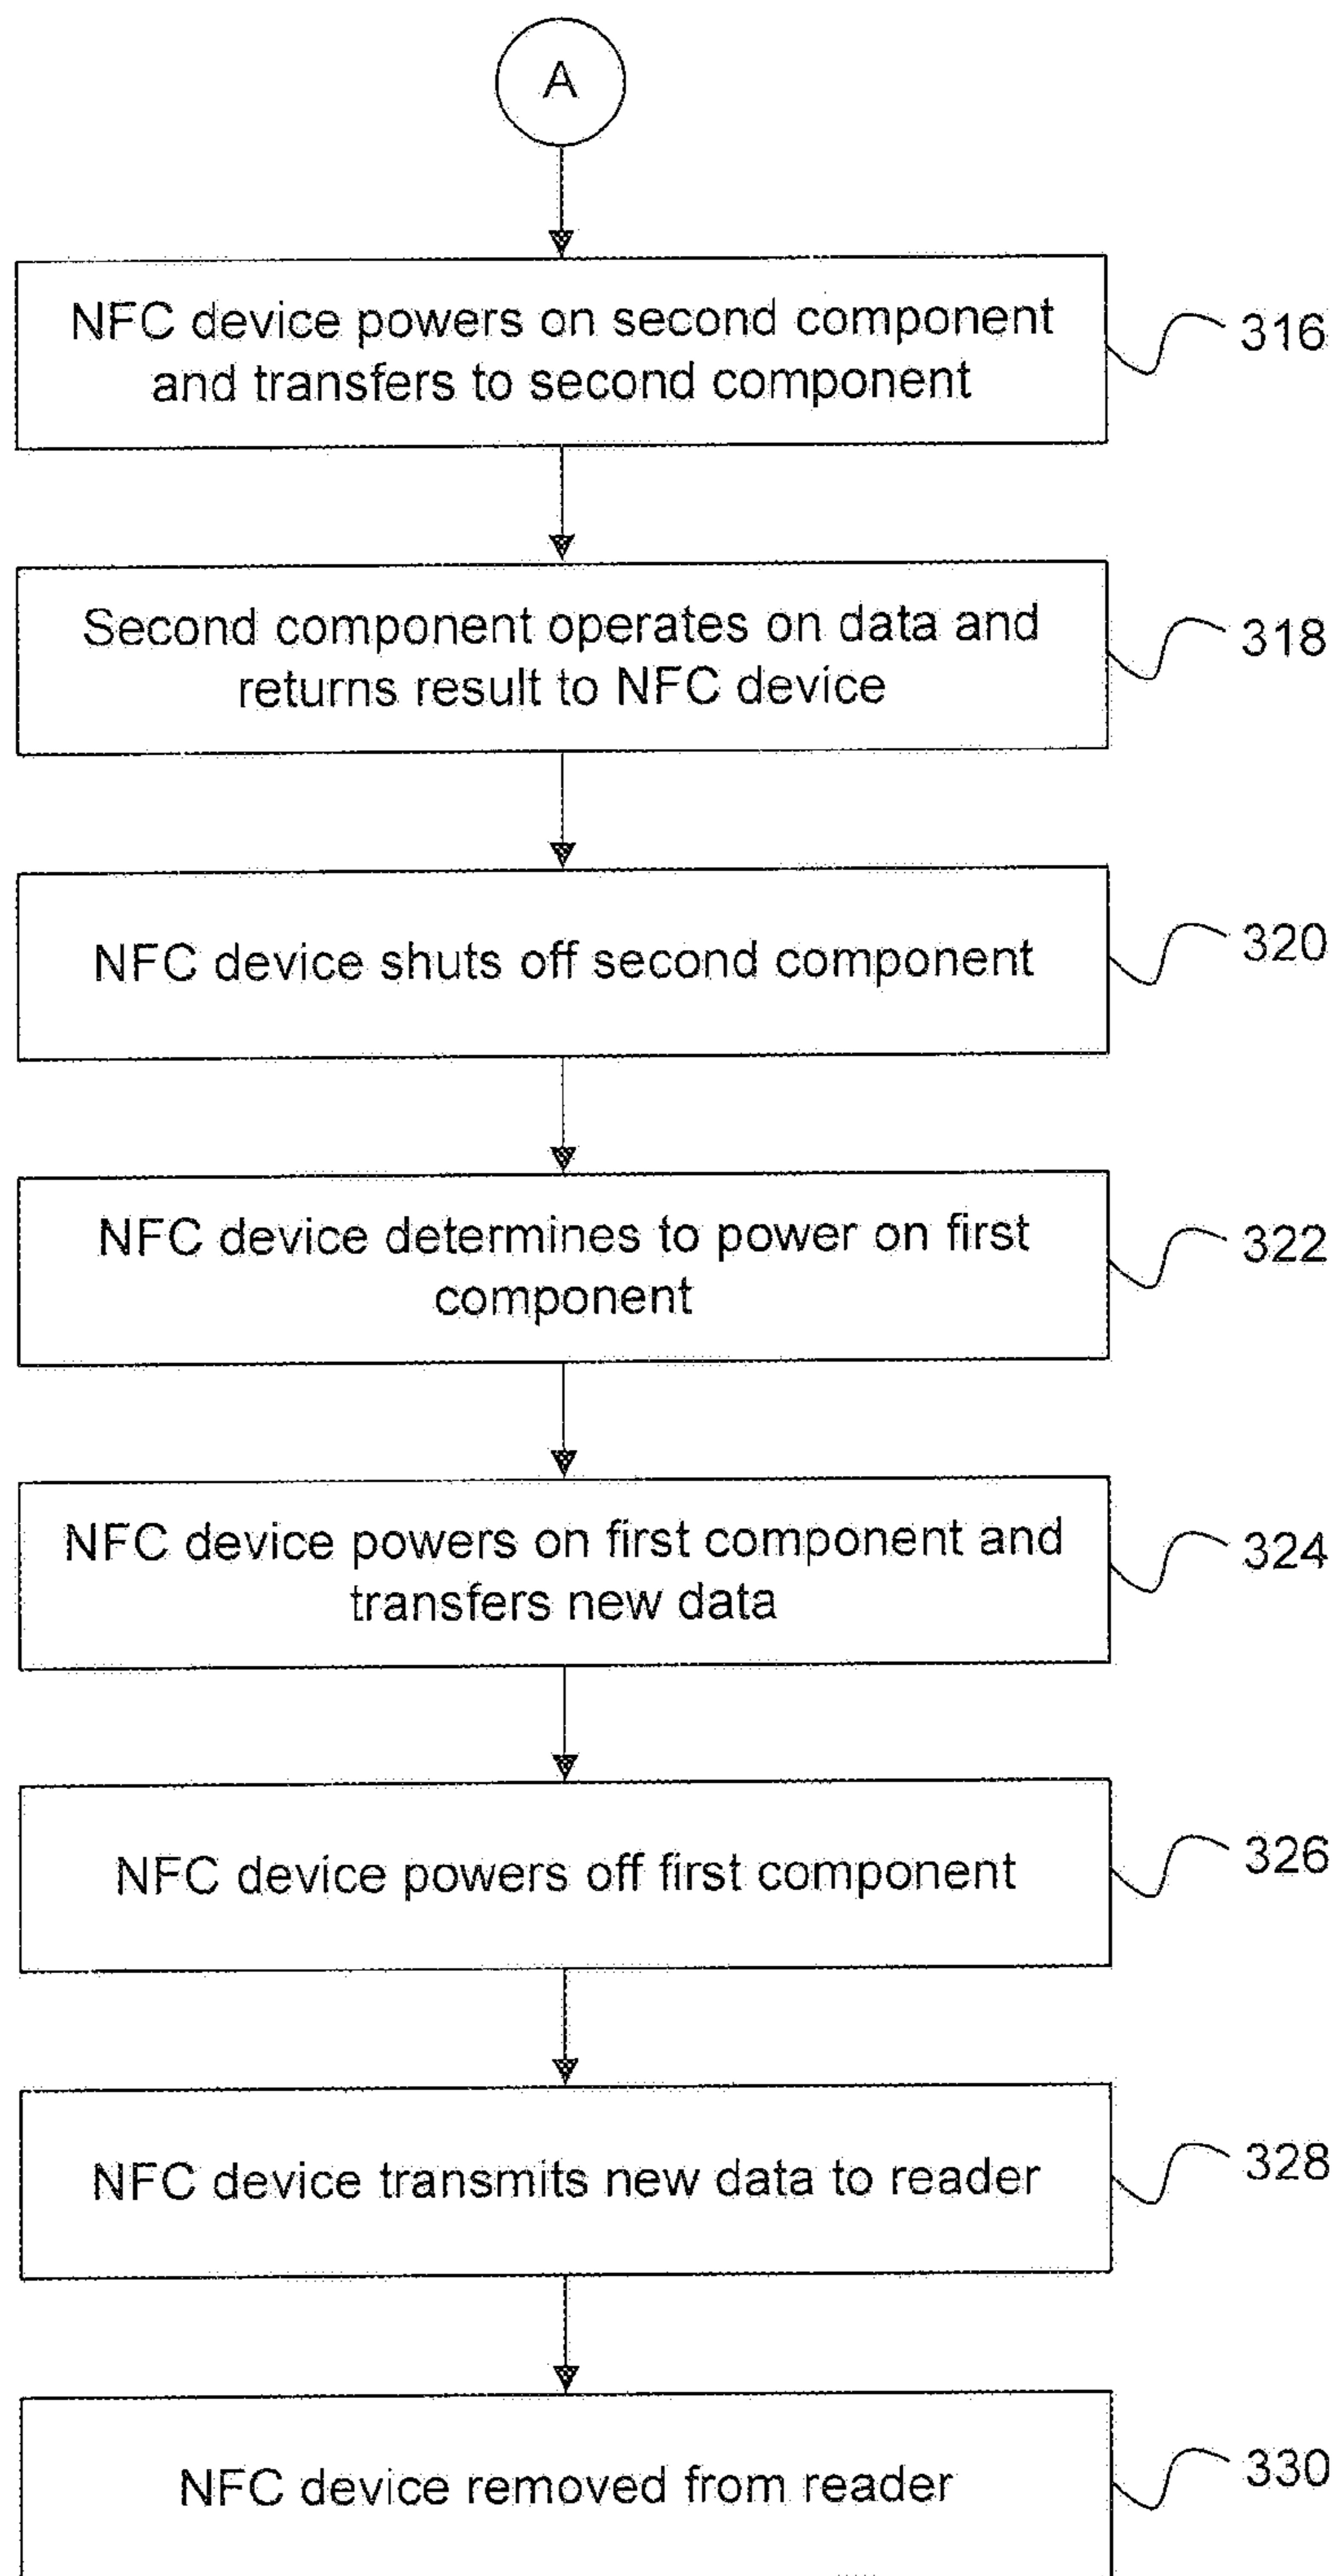 A
NFC device powers on second component
and transfers to second component
316
Second component operates on data and
returns result to NFC device
318
NFC device shuts off second component
320
NFC device determines to power on first
component
322
NFC device powers on first component and
transfers new data
324
NFC device powers off first component
326
NFC device transmits new data to reader
328
NFC device removed from reader
330